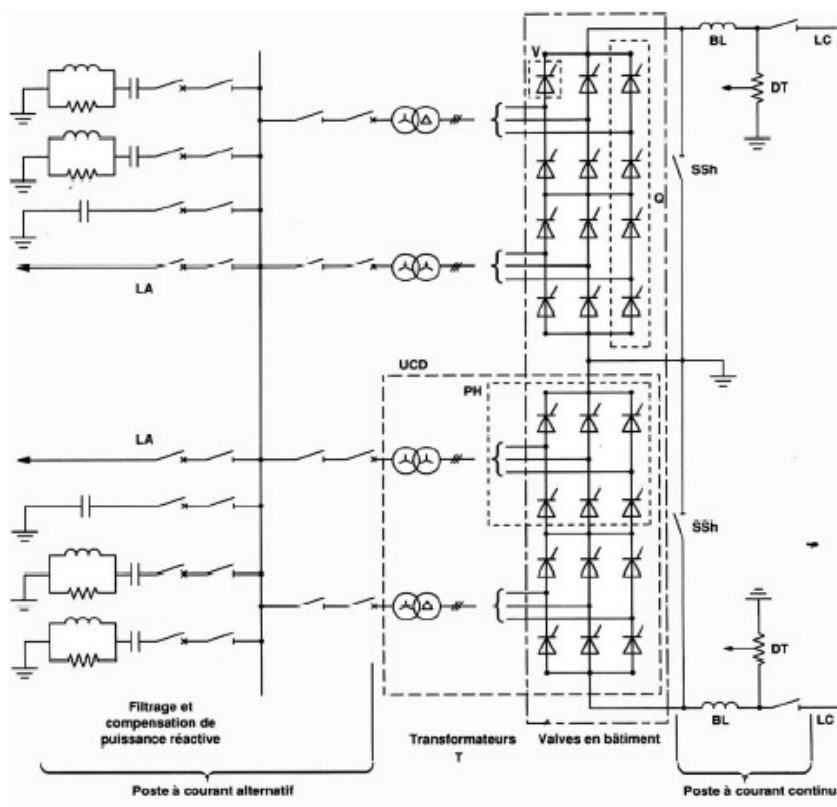 BL
LC
V
DT
SSh
Q
LA
UCD
PH
LA
SSh
DT
BL
LC
Filtrage et
compensation de
puissance réactive
Transformateurs
T
Valves en bâtiment
Poste à courant alternatif
Poste à courant continu